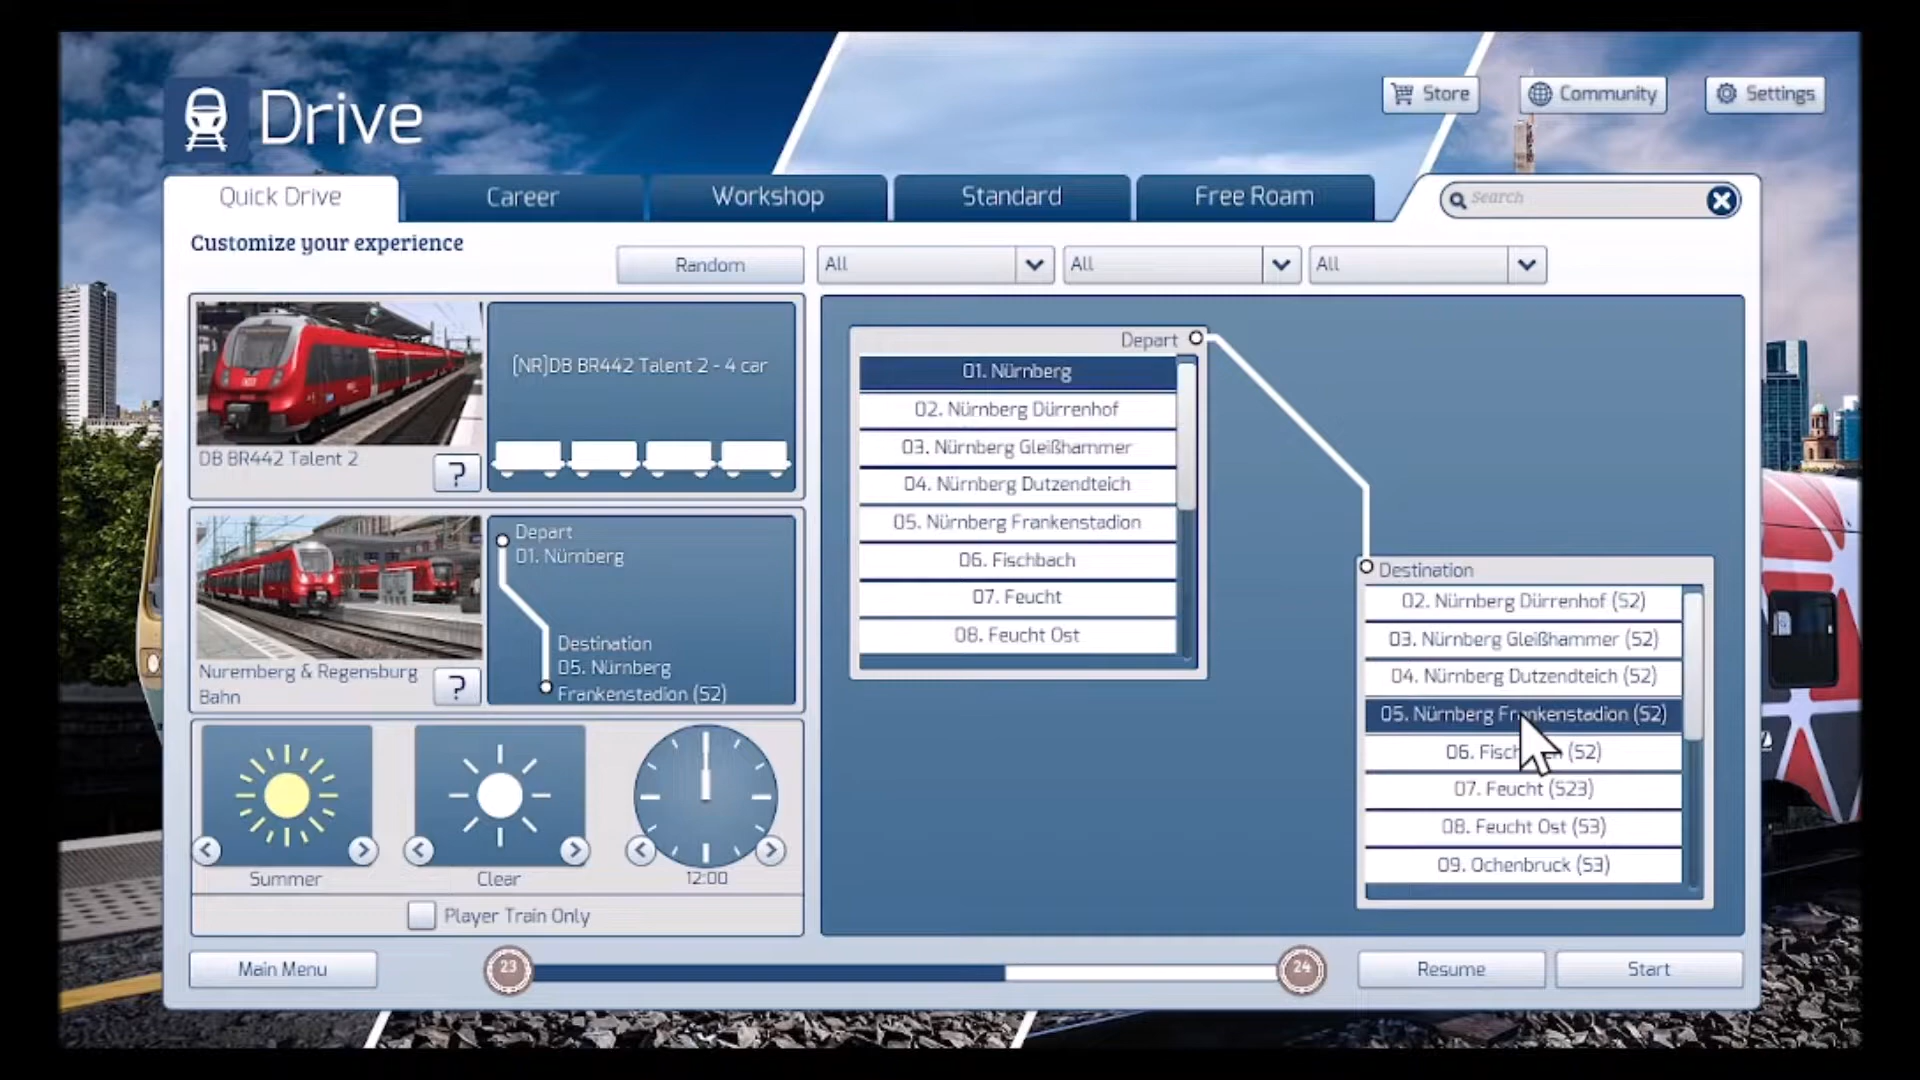 Drive
Store
Community
Settings
Quick Drive
Career
Workshop
Standard
Free Roam
Search
Customize your experience
Random
All
All
All
DB BR442 Talent 2
?
(NR)DB BR442 Talent 2 - 4 car
Nuremberg & Regensburg
Bahn
?
Depart
01. Nürnberg
Destination
05. Nürnberg
Frankenstadion (S2)
Summer
Clear
12:00
Player Train Only
Depart
01. Nürnberg
02. Nürnberg Dürrenhof
03. Nürnberg Gleißhammer
04. Nürnberg Dutzendteich
05. Nürnberg Frankenstadion
06. Fischbach
07. Feucht
08. Feucht Ost
Destination
02. Nürnberg Dürrenhof (S2)
03. Nürnberg Gleißhammer (S2)
04. Nürnberg Dutzendteich (S2)
05. Nürnberg Frankenstadion (S2)
06. (S2)
07. Feucht (S23)
08. Feucht Ost (S3)
09. Ochenbruck (S3)
Main Menu
23
24
Resume
Start